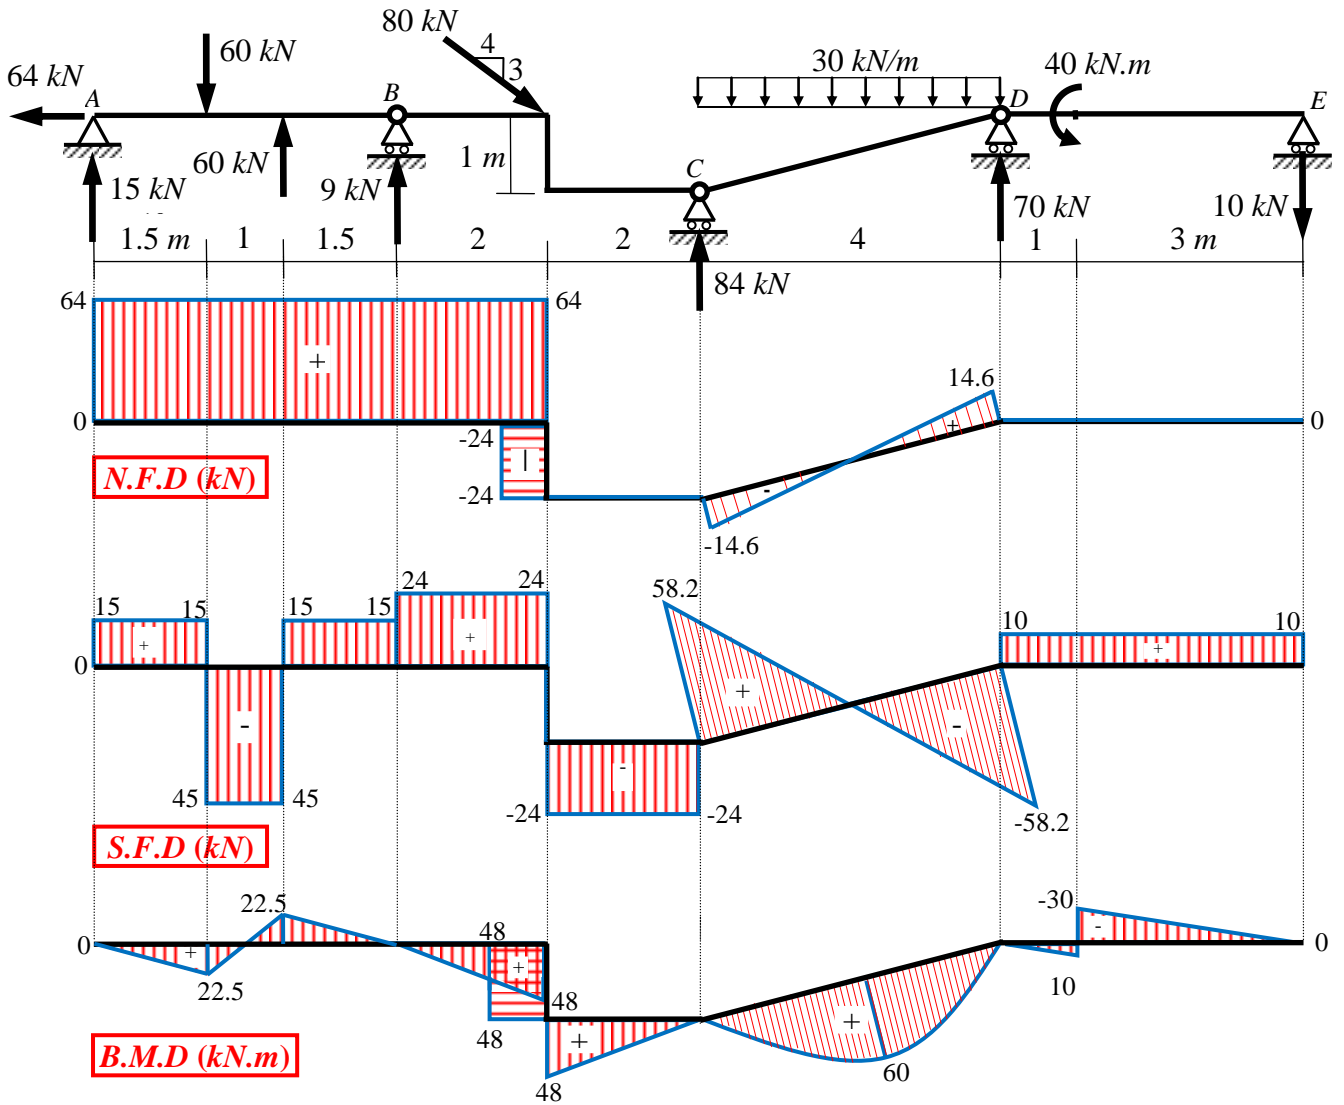 80 kN
4
3
60 kN
64 kN
A
B
30 kN/m
40 kN.m
D
E
60 kN
1 m
C
15 kN
9 kN
70 kN
10 kN
1.5 m
1
1.5
2
2
4
1
3 m
84 kN
64
64
+
14.6
0
+
0
-24
-24
-
-
-14.6
N.F.D (kN)
58.2
24
24
15
15
15
15
10
10
+
+
+
+
0
-
-
-
45
45
-24
-24
-58.2
S.F.D (kN)
22.5
-30
48
-
0
+
+
0
22.5
48
10
48
+
+
60
48
B.M.D (kN.m)